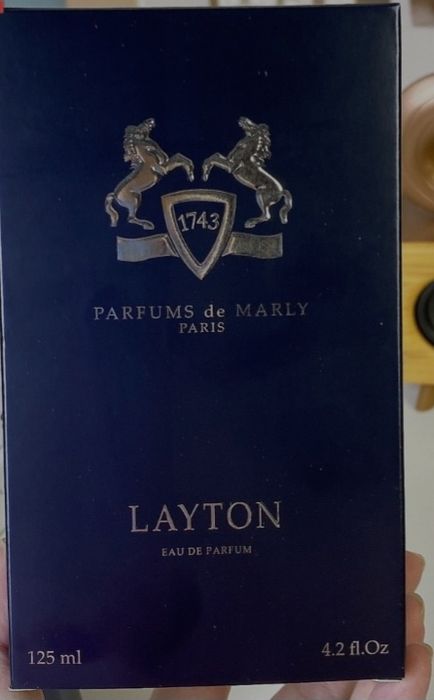 1743
PARFUMS de MARLY
PARIS
LAYTON
EAU DE PARFUM
125 ml
4.2 fl.Oz